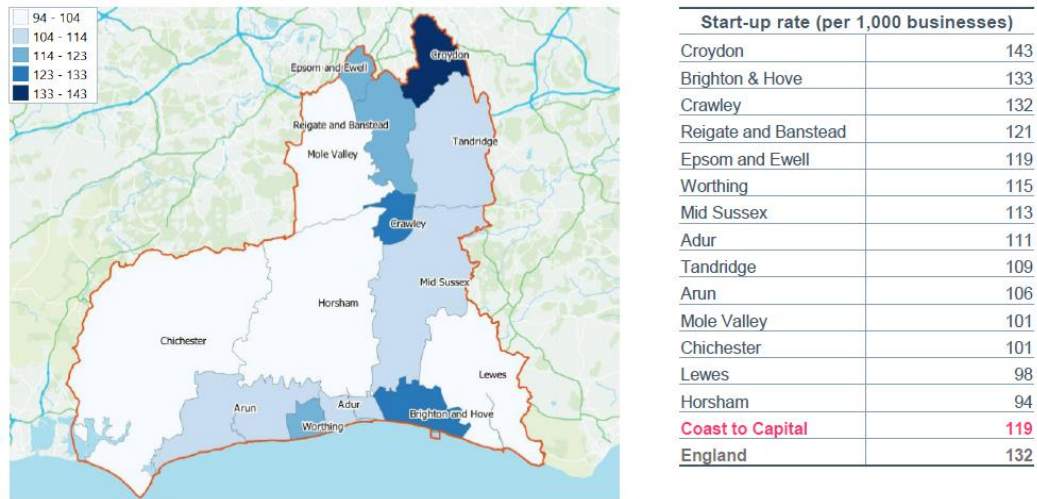 94 - 104
104 - 114
114 - 123
123 - 133
133 - 143
Croydon
Epsom and Ewell
Reigate and Banstead
Mole Valley
Tandridge
Crawley
Mid Sussex
Horsham
Chichester
Lewes
Arun
Adur
Brighton and Hove
Worthing
Start-up rate (per 1,000 businesses)
Croydon 143
Brighton & Hove 133
Crawley 132
Reigate and Banstead 121
Epsom and Ewell 119
Worthing 115
Mid Sussex 113
Adur 111
Tandridge 109
Arun 106
Mole Valley 101
Chichester 101
Lewes 98
Horsham 94
Coast to Capital 119
England 132